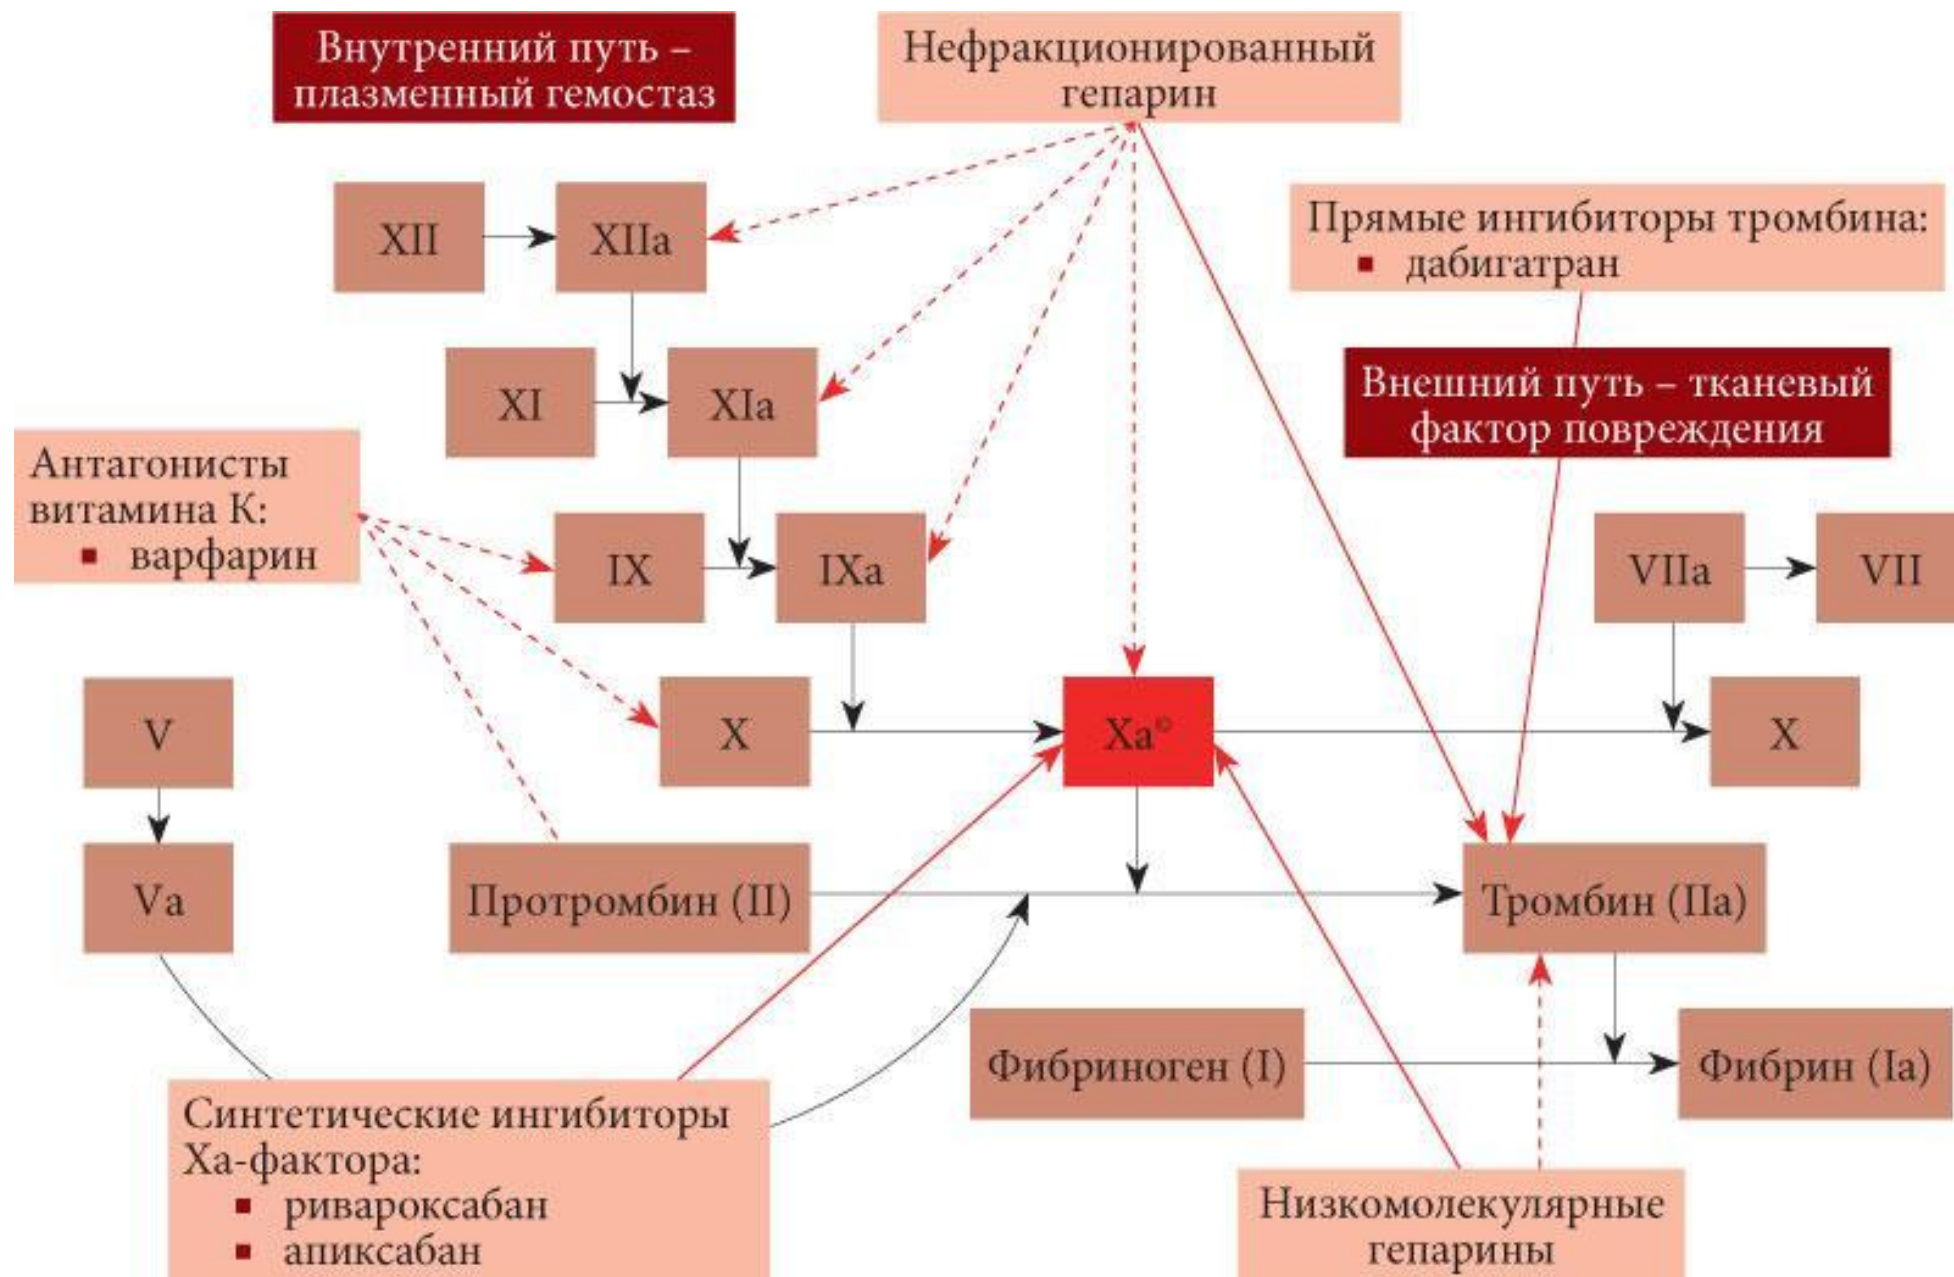 Внутренний путь –
плазменный гемостаз
Нефракционированный
гепарин
XII
XIIa
Прямые ингибиторы тромбина:
▪ дабигатран
XI
XIa
Внешний путь – тканевый
фактор повреждения
Антагонисты
витамина К:
▪ варфарин
IX
IXa
VIIa
VII
V
X
Xa©
X
Va
Протромбин (II)
Тромбин (IIa)
Фибриноген (I)
Фибрин (Ia)
Синтетические ингибиторы
Ха-фактора:
▪ ривароксабан
▪ апиксабан
Низкомолекулярные
гепарины